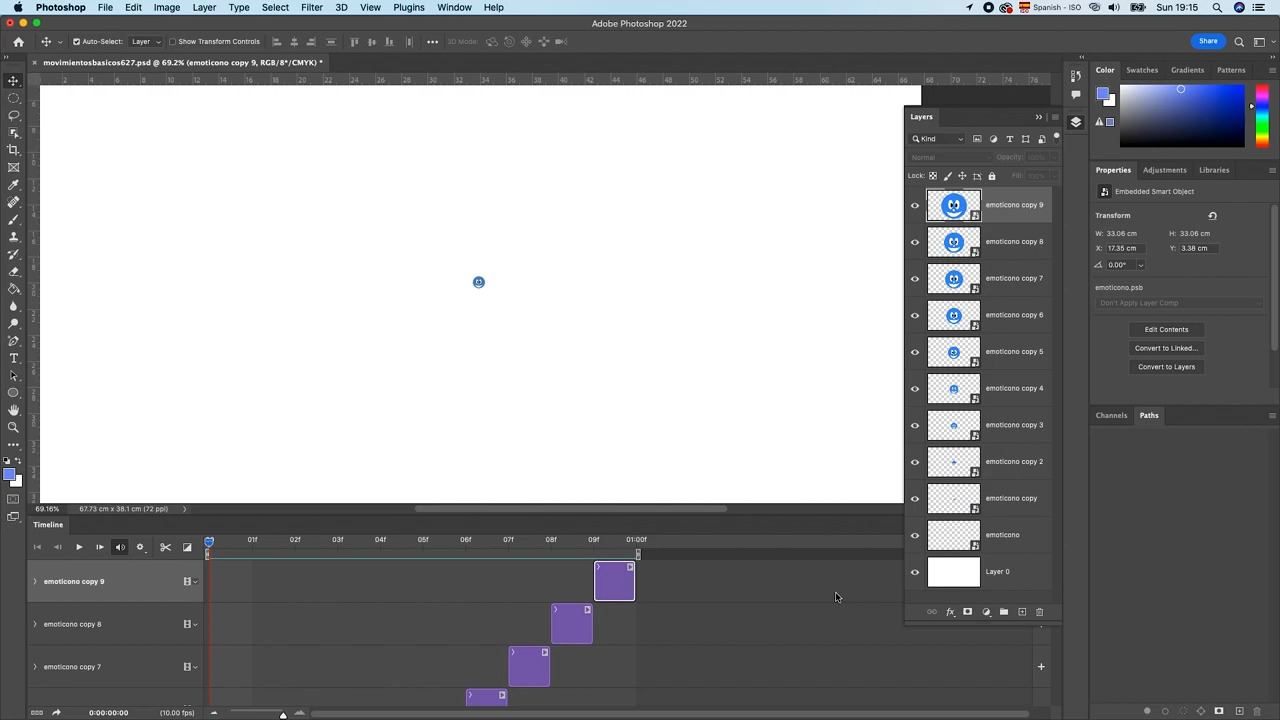 Photoshop File Edit Image Layer Type Select Filter 3D View Plugins Window Help Spanish - ISO Sun 19:15
Adobe Photoshop 2022
Auto-Select: Layer Show Transform Controls 3D Mode: Share
movimientosbasicos627.psd @ 69.2% (emoticono copy 9, RGB/8*/CMYK) *
Color Swatches Gradients Patterns
Layers
Kind
Normal Opacity: 100%
Lock: Fill: 100%
emoticono copy 9
emoticono copy 8
emoticono copy 7
emoticono copy 6
emoticono copy 5
emoticono copy 4
emoticono copy 3
emoticono copy 2
emoticono copy
emoticono
Layer 0
Properties Adjustments Libraries
Embedded Smart Object
Transform
W: 33.06 cm H: 33.06 cm
X: 17.35 cm Y: 3.38 cm
0.00°
emoticono.psb
Don't Apply Layer Comp
Edit Contents
Convert to Linked...
Convert to Layers
Channels Paths
69.16% 67.73 cm x 38.1 cm (72 ppi)
Timeline
01f 02f 03f 04f 05f 06f 07f 08f 09f 01:00f
emoticono copy 9
emoticono copy 8
emoticono copy 7
0:00:00:00 (10.00 fps)